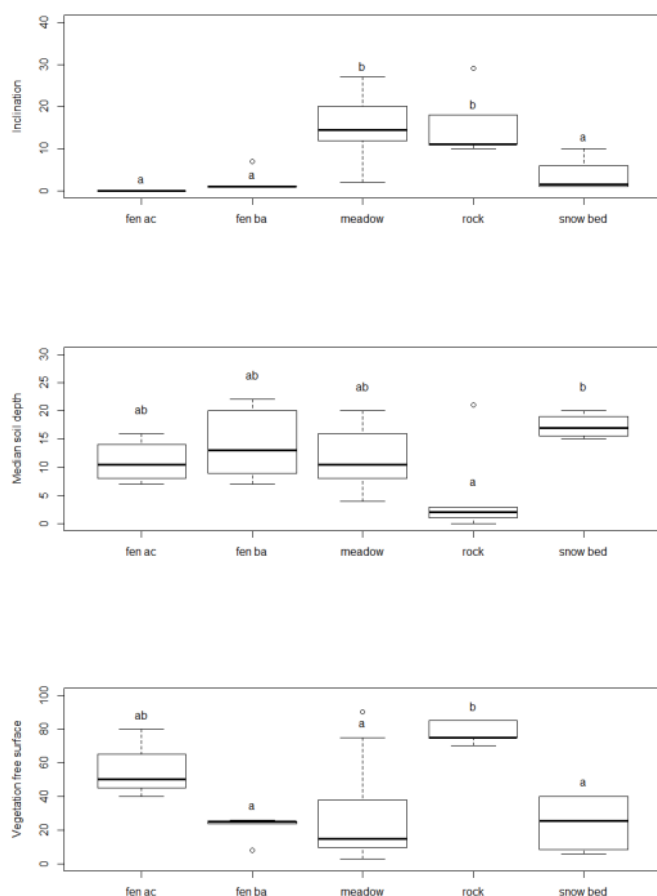 Inclination
40
30
20
10
0
a
a
b
b
a
fen ac fen ba meadow rock snow bed
Median soil depth
30
25
20
15
10
5
0
ab
ab
ab
a
b
fen ac fen ba meadow rock snow bed
Vegetation free surface
100
80
60
40
20
0
ab
a
a
b
a
fen ac fen ba meadow rock snow bed